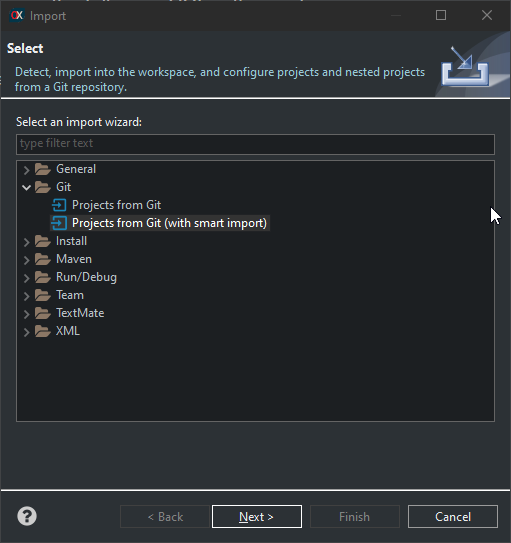 Import
Select
Detect, import into the workspace, and configure projects and nested projects
from a Git repository.
Select an import wizard:
type filter text
General
Git
Projects from Git
Projects from Git (with smart import)
Install
Maven
Run/Debug
Team
TextMate
XML
< Back
Next >
Finish
Cancel